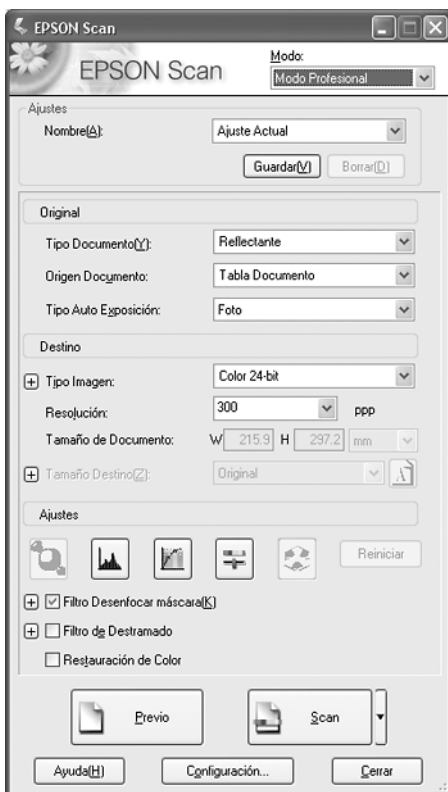 EPSON Scan
EPSON Scan
Modo:
Modo Profesional
Ajustes
Nombre(A): Ajuste Actual
Guardar(V) Borrar(D)
Original
Tipo Documento(Y): Reflectante
Origen Documento: Tabla Documento
Tipo Auto Exposición: Foto
Destino
Tipo Imagen: Color 24-bit
Resolución: 300 ppp
Tamaño de Documento: W 215.9 H 297.2 mm
Tamaño Destino(Z): Original
Ajustes
Reiniciar
Filtro Desenfocar máscara(K)
Filtro de Destramado
Restauración de Color
Previo Scan
Ayuda(H) Configuración... Cerrar